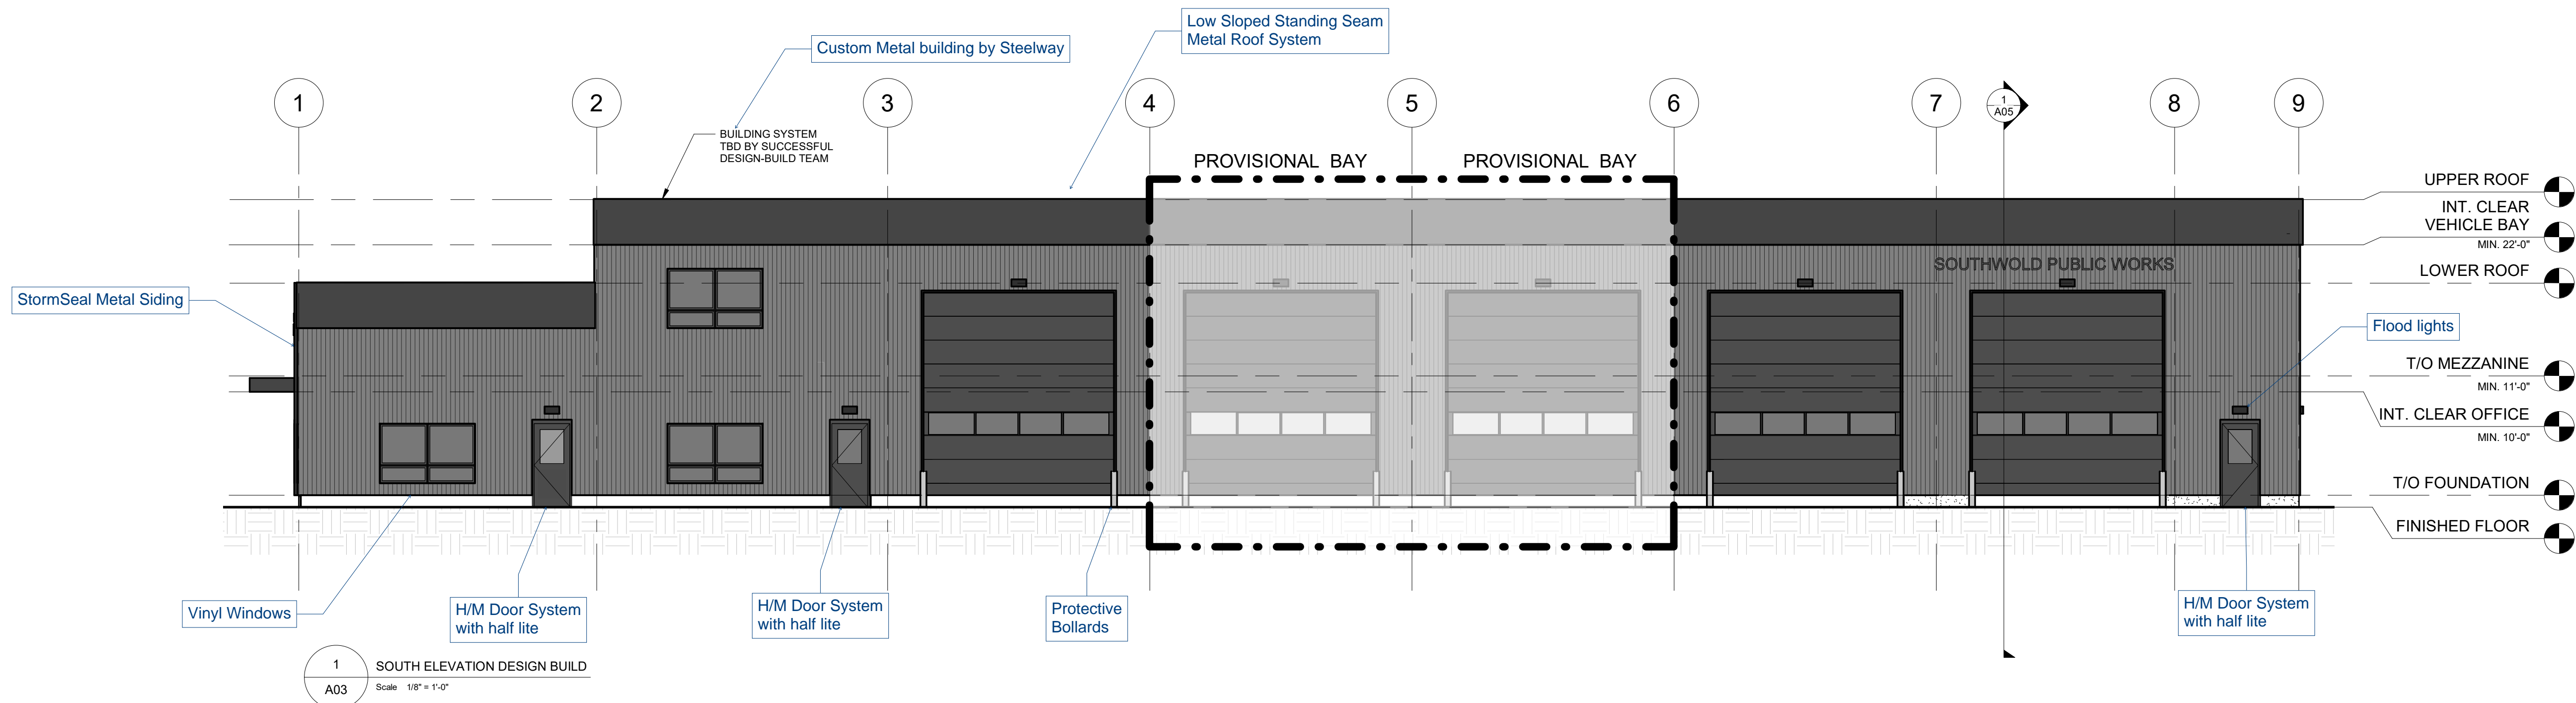 Low Sloped Standing Seam
Metal Roof System
Custom Metal building by Steelway
1
2
3
4
5
6
7
8
9
1
A05
BUILDING SYSTEM
TBD BY SUCCESSFUL
DESIGN-BUILD TEAM
PROVISIONAL BAY
PROVISIONAL BAY
UPPER ROOF
INT. CLEAR
VEHICLE BAY
MIN. 22'-0"
SOUTHWOLD PUBLIC WORKS
LOWER ROOF
StormSeal Metal Siding
Flood lights
T/O MEZZANINE
MIN. 11'-0"
INT. CLEAR OFFICE
MIN. 10'-0"
T/O FOUNDATION
FINISHED FLOOR
Vinyl Windows
H/M Door System
with half lite
H/M Door System
with half lite
Protective
Bollards
H/M Door System
with half lite
1
A03
SOUTH ELEVATION DESIGN BUILD
Scale 1/8" = 1'-0"